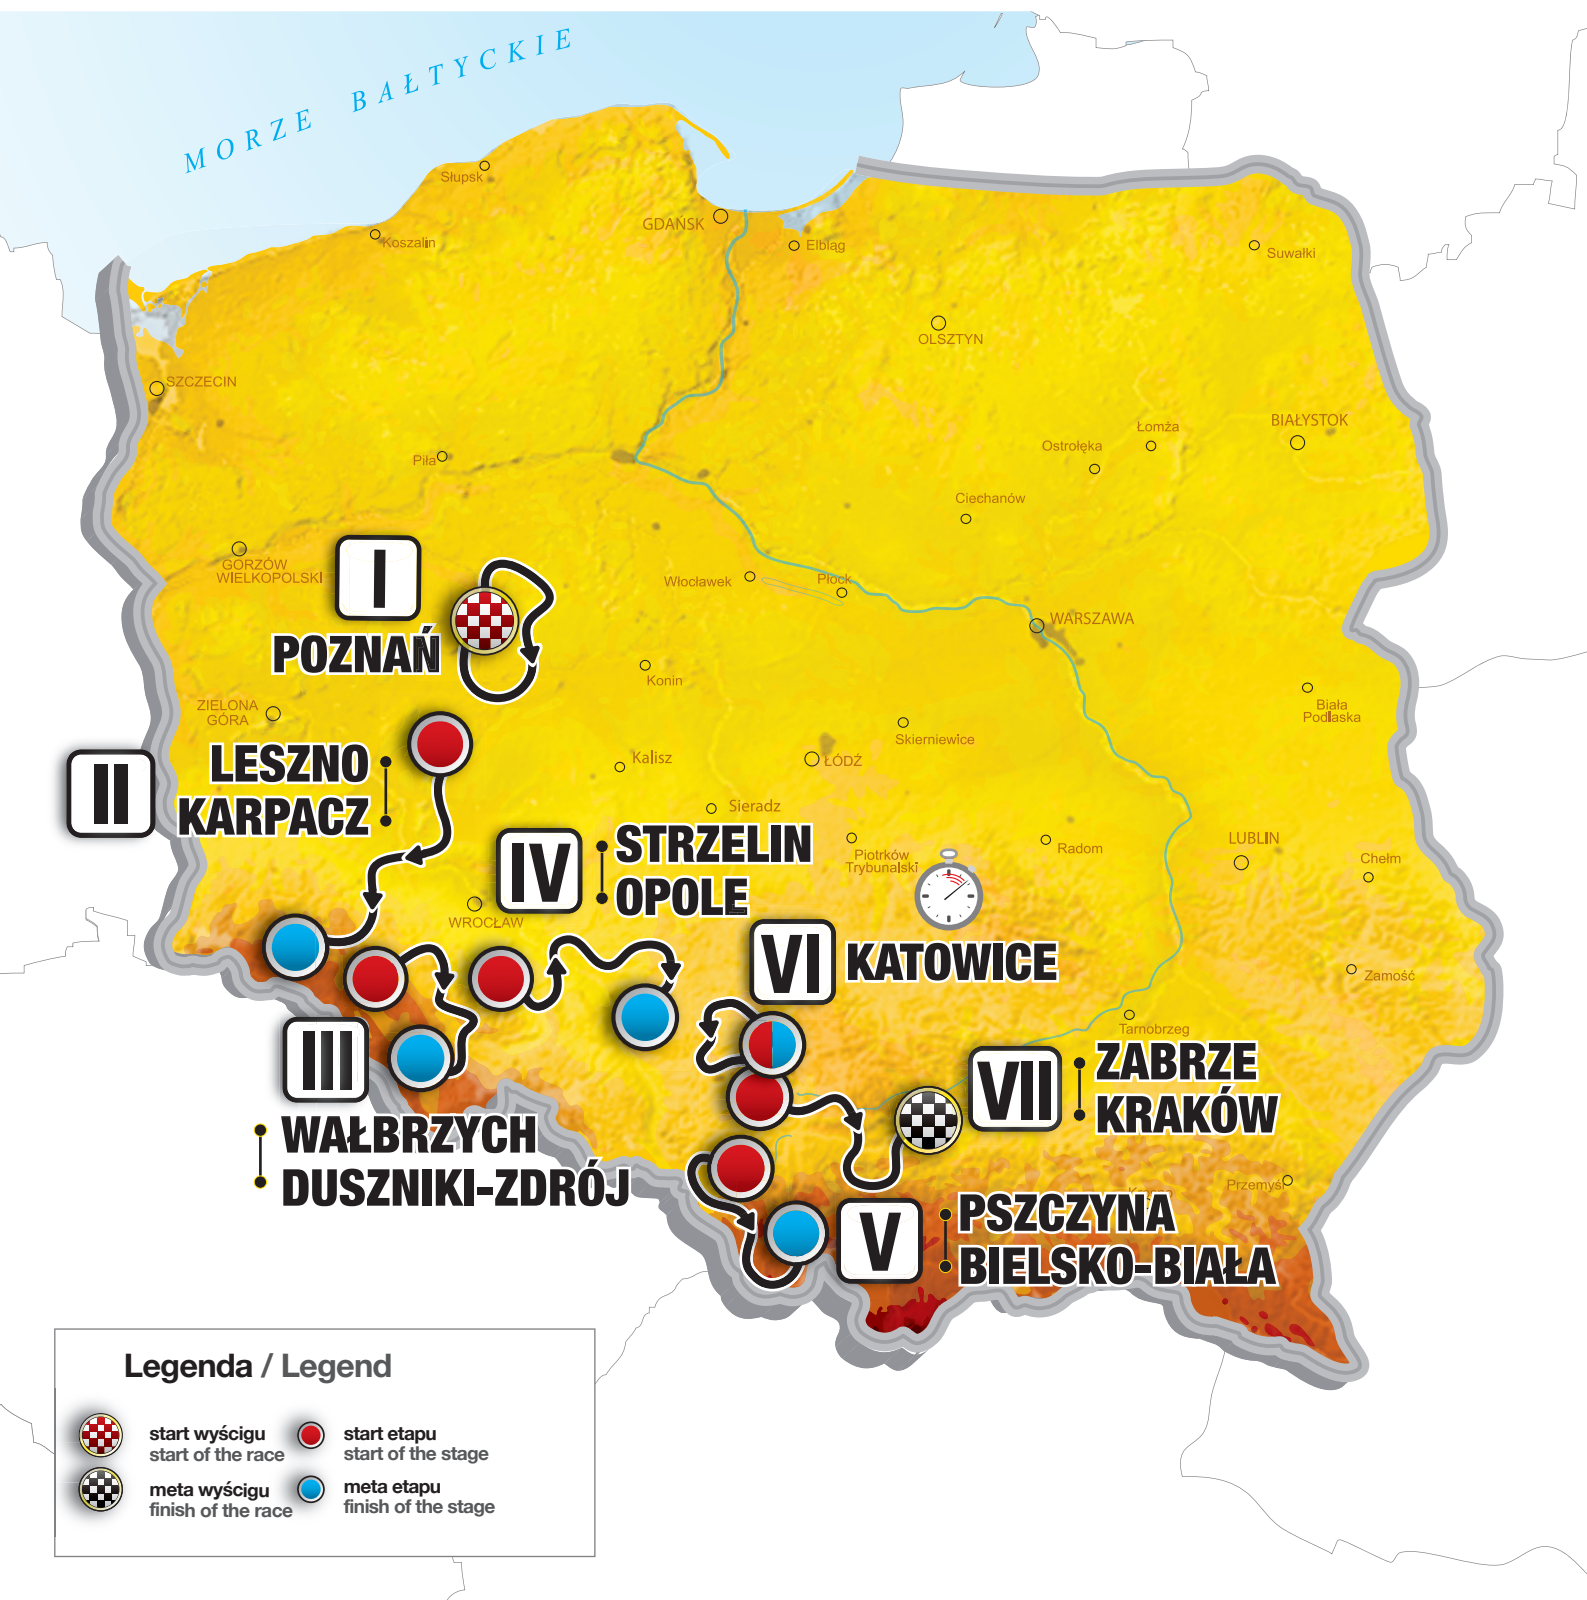 MORZE BAŁTYCKIE
Słupsk
GDAŃSK
Koszalin
Elbląg
Suwałki
OLSZTYN
SZCZECIN
BIAŁYSTOK
Łomża
Ostrołęka
Piła
Ciechanów
GORZÓW
WIELKOPOLSKI
I
Włocławek
Płock
WARSZAWA
POZNAŃ
Konin
ZIELONA
GÓRA
Biała
Podlaska
Skierniewice
II
LESZNO
KARPACZ
Kalisz
ŁÓDŹ
Sieradz
IV
STRZELIN
OPOLE
Piotrków
Trybunalski
Radom
LUBLIN
Chełm
WROCŁAW
VI
KATOWICE
Zamość
Tarnobrzeg
III
WAŁBRZYCH
DUSZNIKI-ZDRÓJ
VII
ZABRZE
KRAKÓW
Przemyśl
V
PSZCZYNA
BIELSKO-BIAŁA
Legenda / Legend
start wyścigu
start of the race
start etapu
start of the stage
meta wyścigu
finish of the race
meta etapu
finish of the stage